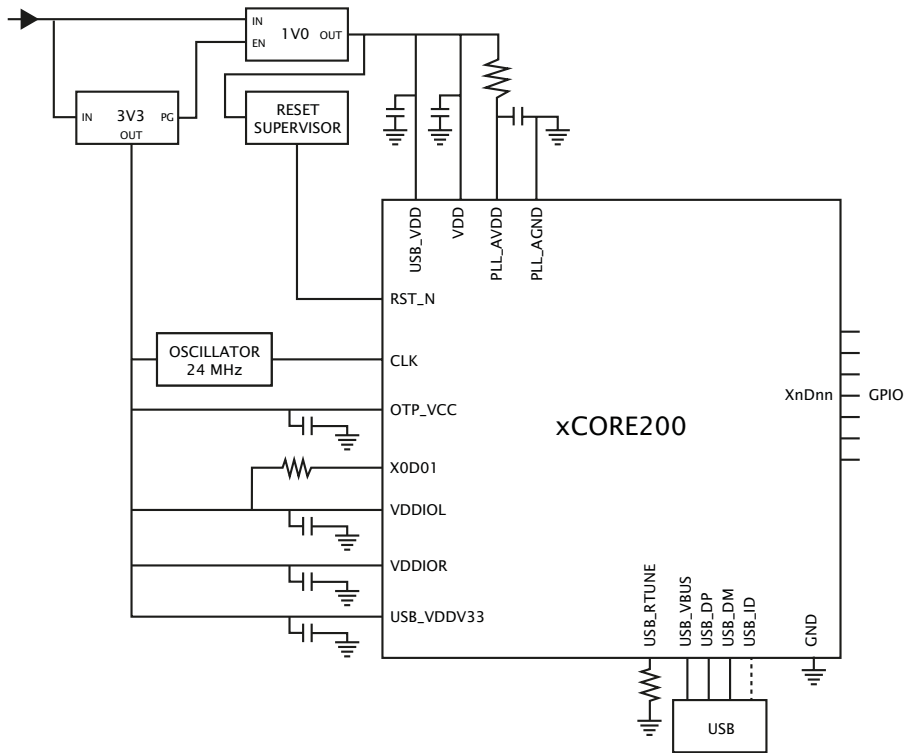 IN
1V0
OUT
EN
IN
3V3
PG
OUT
RESET
SUPERVISOR
USB_VDD
VDD
PLL_AVDD
PLL_AGND
RST_N
OSCILLATOR
24 MHz
CLK
OTP_VCC
X0D01
VDDIOL
VDDIOR
USB_VDDV33
xCORE200
XnDnn
GPIO
USB_RTUNE
USB_VBUS
USB_DP
USB_DM
USB_ID
GND
USB